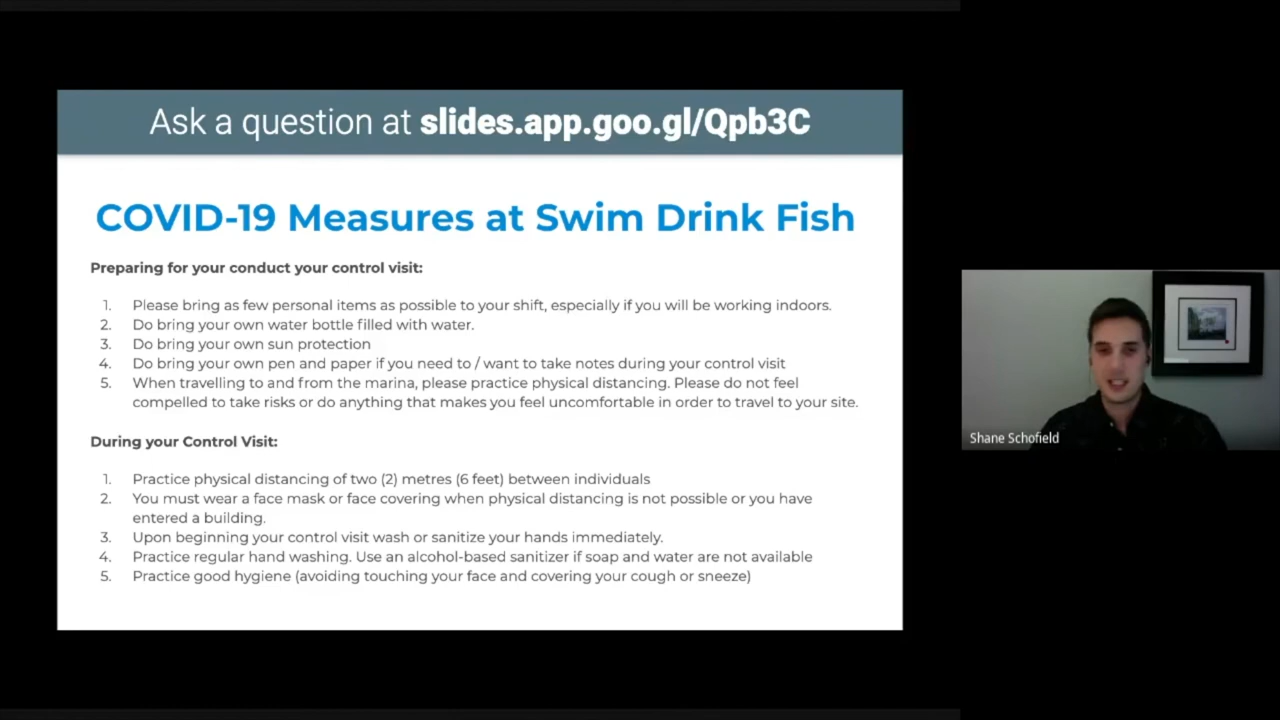 Ask a question at slides.app.goo.gl/Qpb3C
COVID-19 Measures at Swim Drink Fish
Preparing for your conduct your control visit:
1. Please bring as few personal items as possible to your shift, especially if you will be working indoors.
2. Do bring your own water bottle filled with water.
3. Do bring your own sun protection
4. Do bring your own pen and paper if you need to / want to take notes during your control visit
5. When travelling to and from the marina, please practice physical distancing. Please do not feel
compelled to take risks or do anything that makes you feel uncomfortable in order to travel to your site.
During your Control Visit:
1. Practice physical distancing of two (2) metres (6 feet) between individuals
2. You must wear a face mask or face covering when physical distancing is not possible or you have
entered a building.
3. Upon beginning your control visit wash or sanitize your hands immediately.
4. Practice regular hand washing. Use an alcohol-based sanitizer if soap and water are not available
5. Practice good hygiene (avoiding touching your face and covering your cough or sneeze)
Shane Schofield